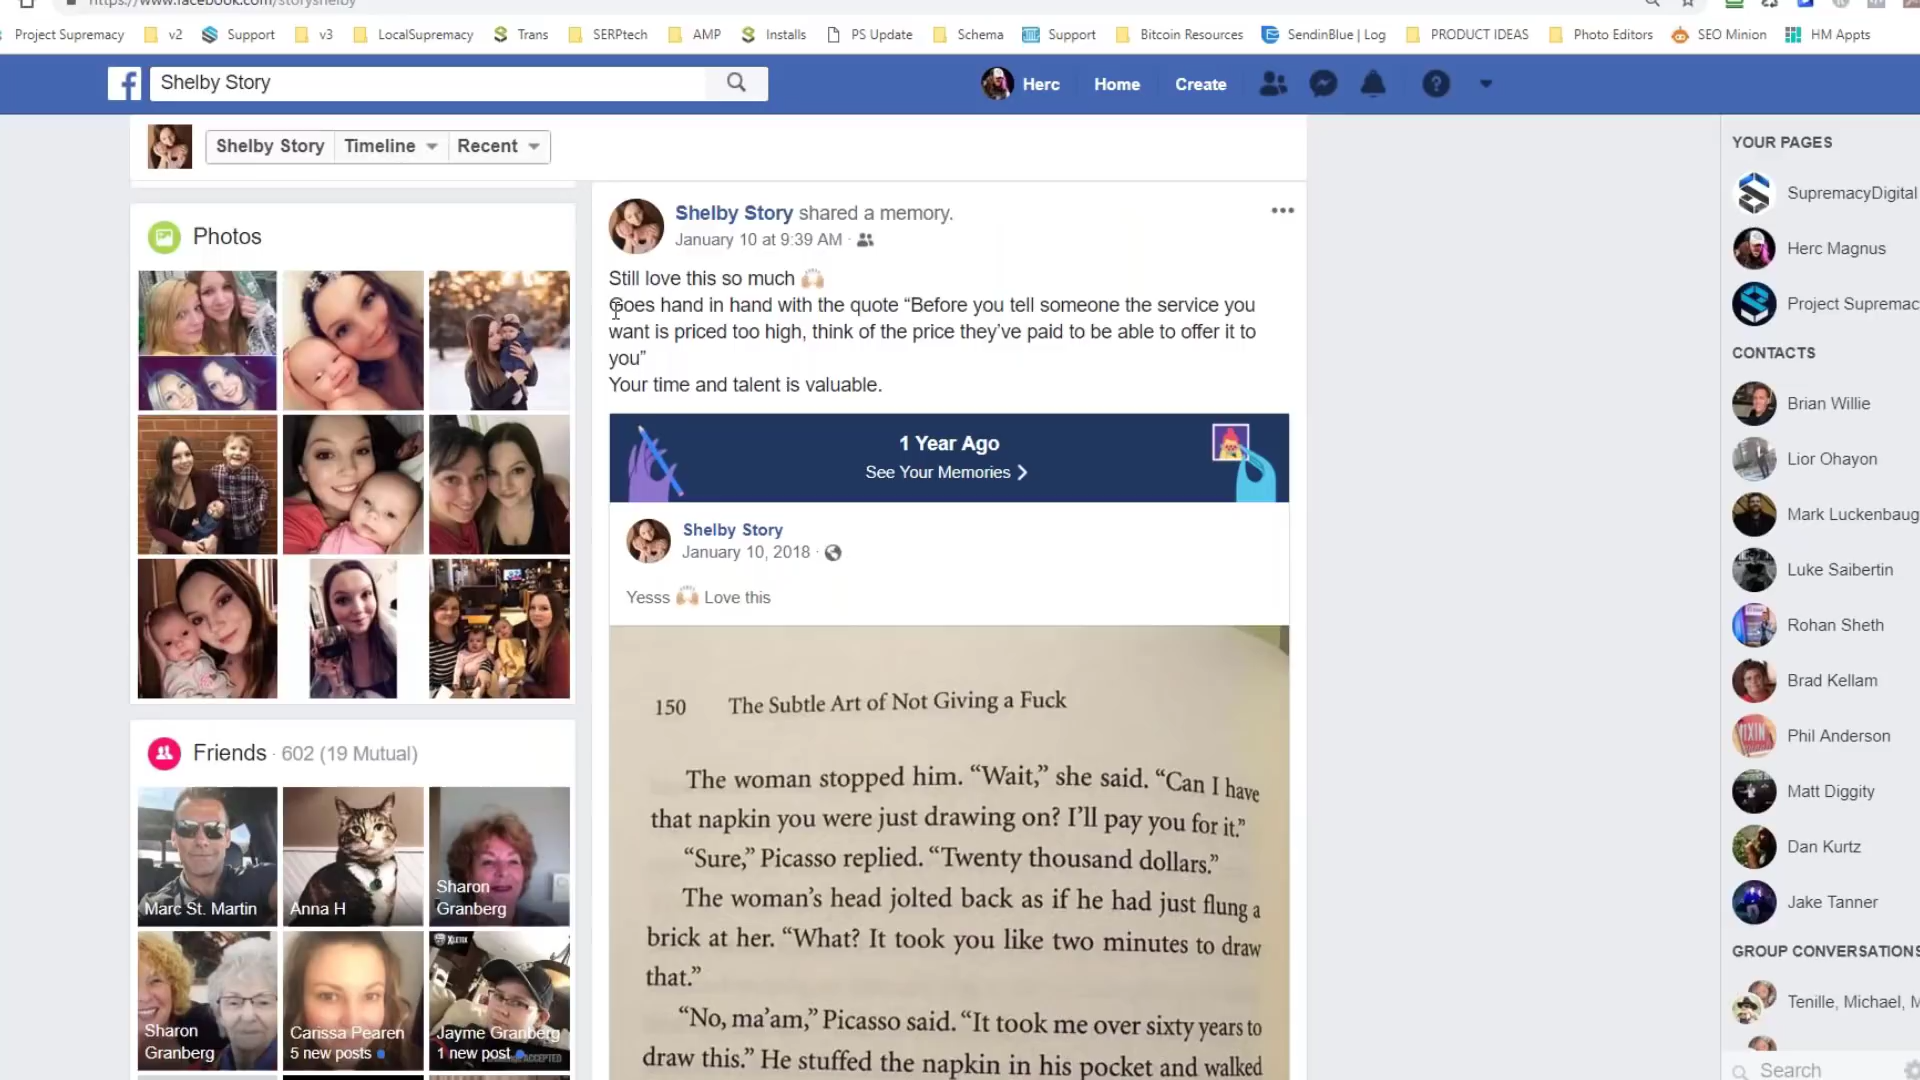 https://www.facebook.com/storyshelby
Project Supremacy v2 Support v3 LocalSupremacy Trans SERPtech AMP Installs PS Update Schema Support Bitcoin Resources SendinBlue | Log PRODUCT IDEAS Photo Editors SEO Minion HM Appts
Shelby Story
Herc Home Create
Shelby Story Timeline Recent
Photos
Friends · 602 (19 Mutual)
Marc St. Martin
Anna H
Sharon
Granberg
Sharon
Granberg
Carissa Pearen
5 new posts
Jayme Granberg
1 new post
Shelby Story shared a memory.
January 10 at 9:39 AM ·
Still love this so much 🙌🏻
Goes hand in hand with the quote “Before you tell someone the service you
want is priced too high, think of the price they’ve paid to be able to offer it to
you”
Your time and talent is valuable.
1 Year Ago
See Your Memories
Shelby Story
January 10, 2018 ·
Yesss 🙌🏻 Love this
150 The Subtle Art of Not Giving a Fuck
The woman stopped him. “Wait,” she said. “Can I have
that napkin you were just drawing on? I’ll pay you for it.”
“Sure,” Picasso replied. “Twenty thousand dollars.”
The woman’s head jolted back as if he had just flung a
brick at her. “What? It took you like two minutes to draw
that.”
“No, ma’am,” Picasso said. “It took me over sixty years to
draw this.” He stuffed the napkin in his pocket and walked
YOUR PAGES
SupremacyDigital
Herc Magnus
Project Supremac
CONTACTS
Brian Willie
Lior Ohayon
Mark Luckenbaug
Luke Saibertin
Rohan Sheth
Brad Kellam
Phil Anderson
Matt Diggity
Dan Kurtz
Jake Tanner
GROUP CONVERSATIONS
Tenille, Michael, M
Search